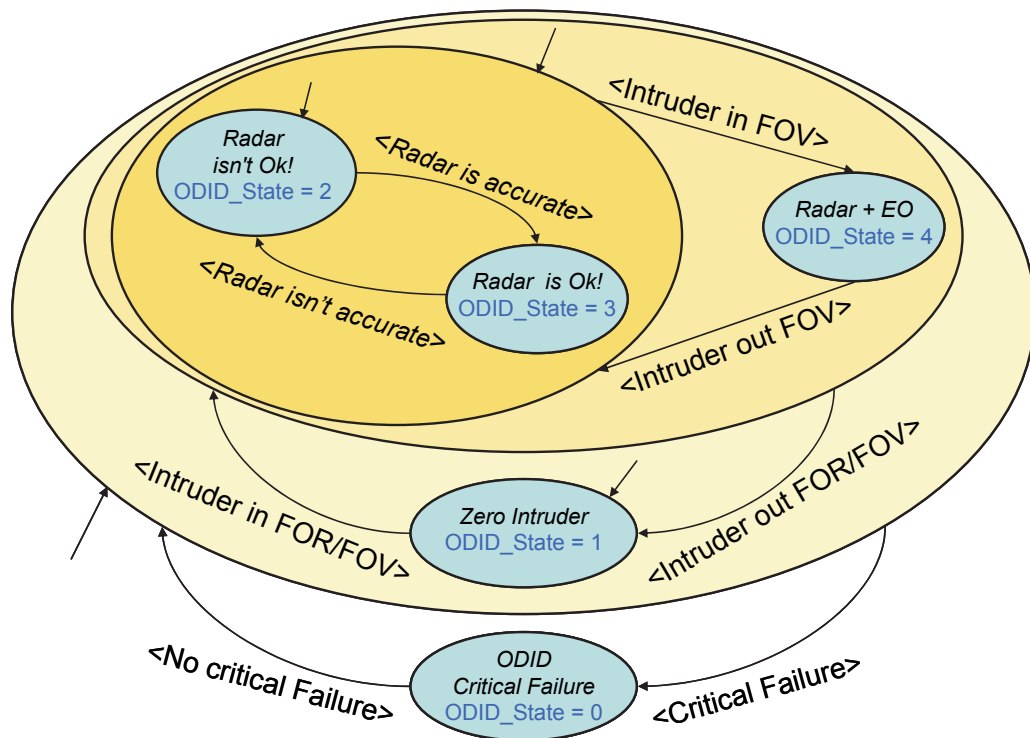 <Intruder in FOV>
Radar
isn't Ok!
ODID_State = 2
<Radar is accurate>
Radar + EO
ODID_State = 4
<Radar isn't accurate>
Radar is Ok!
ODID_State = 3
<Intruder out FOV>
<Intruder in FOR/FOV>
Zero Intruder
ODID_State = 1
<Intruder out FOR/FOV>
<No critical Failure>
ODID
Critical Failure
ODID_State = 0
<Critical Failure>